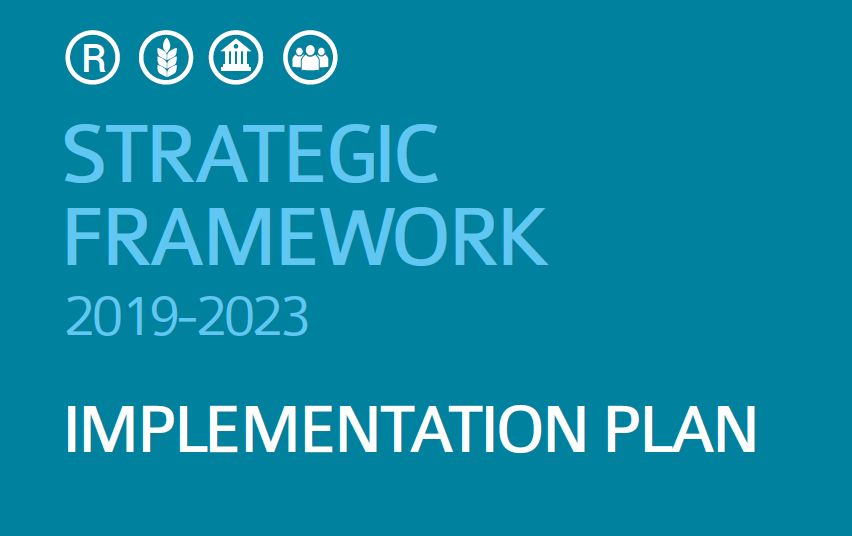 R
STRATEGIC
FRAMEWORK
2019-2023
IMPLEMENTATION PLAN